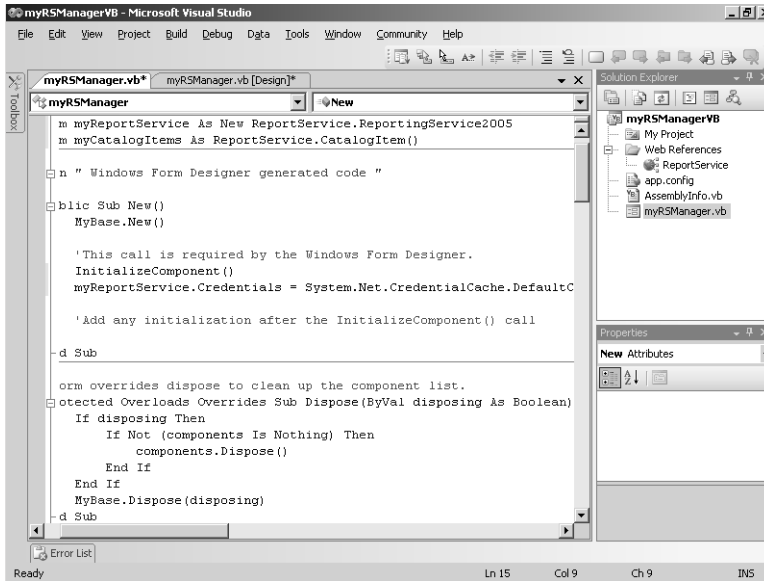 myRSManagerVB - Microsoft Visual Studio
File Edit View Project Build Debug Data Tools Window Community Help
Toolbox
myRSManager.vb* myRSManager.vb [Design]*
myRSManager New
m myReportService As New ReportService.ReportingService2005
m myCatalogItems As ReportService.CatalogItem()
n " Windows Form Designer generated code "
blic Sub New()
MyBase.New()
'This call is required by the Windows Form Designer.
InitializeComponent()
myReportService.Credentials = System.Net.CredentialCache.DefaultC
'Add any initialization after the InitializeComponent() call
d Sub
orm overrides dispose to clean up the component list.
otected Overloads Overrides Sub Dispose(ByVal disposing As Boolean)
If disposing Then
If Not (components Is Nothing) Then
components.Dispose()
End If
End If
MyBase.Dispose(disposing)
d Sub
Solution Explorer
myRSManagerVB
My Project
Web References
ReportService
app.config
AssemblyInfo.vb
myRSManager.vb
Properties
New Attributes
Error List
Ready Ln 15 Col 9 Ch 9 INS